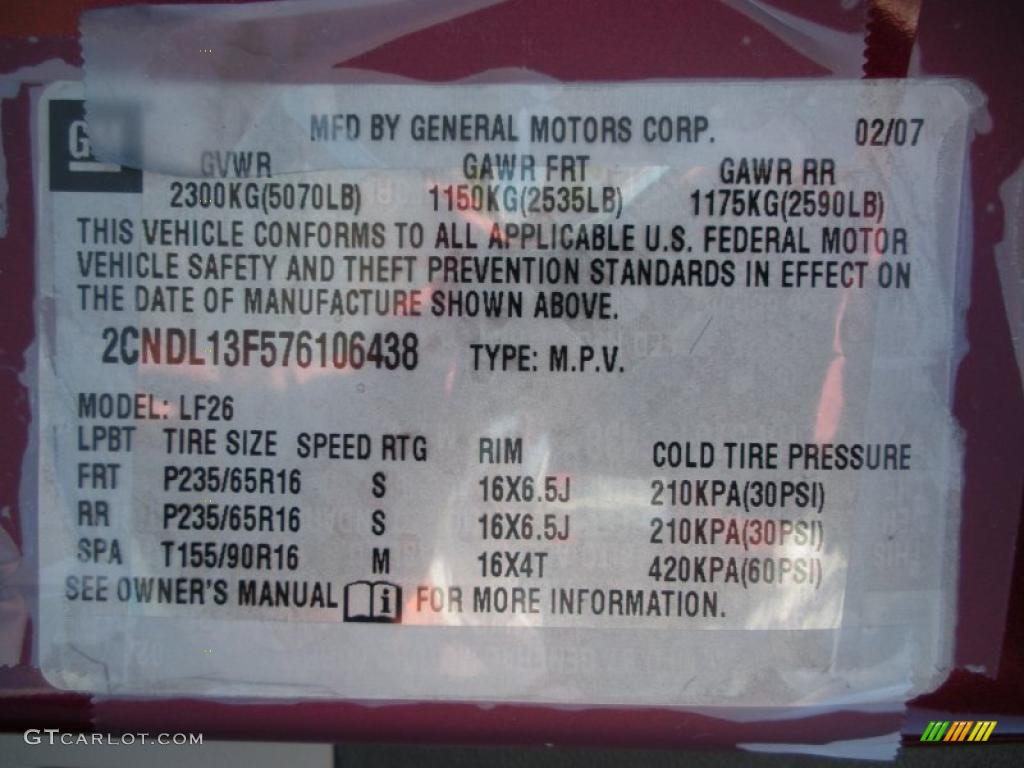 GM
MFD BY GENERAL MOTORS CORP. 02/07
GVWR GAWR FRT GAWR RR
2300KG(5070LB) 1150KG(2535LB) 1175KG(2590LB)
THIS VEHICLE CONFORMS TO ALL APPLICABLE U.S. FEDERAL MOTOR
VEHICLE SAFETY AND THEFT PREVENTION STANDARDS IN EFFECT ON
THE DATE OF MANUFACTURE SHOWN ABOVE.
2CNDL13F576106438 TYPE: M.P.V.
MODEL: LF26
LPBT TIRE SIZE SPEED RTG RIM COLD TIRE PRESSURE
FRT P235/65R16 S 16X6.5J 210KPA(30PSI)
RR P235/65R16 S 16X6.5J 210KPA(30PSI)
SPA T155/90R16 M 16X4T 420KPA(60PSI)
SEE OWNER'S MANUAL i FOR MORE INFORMATION.
GTCARLOT.COM